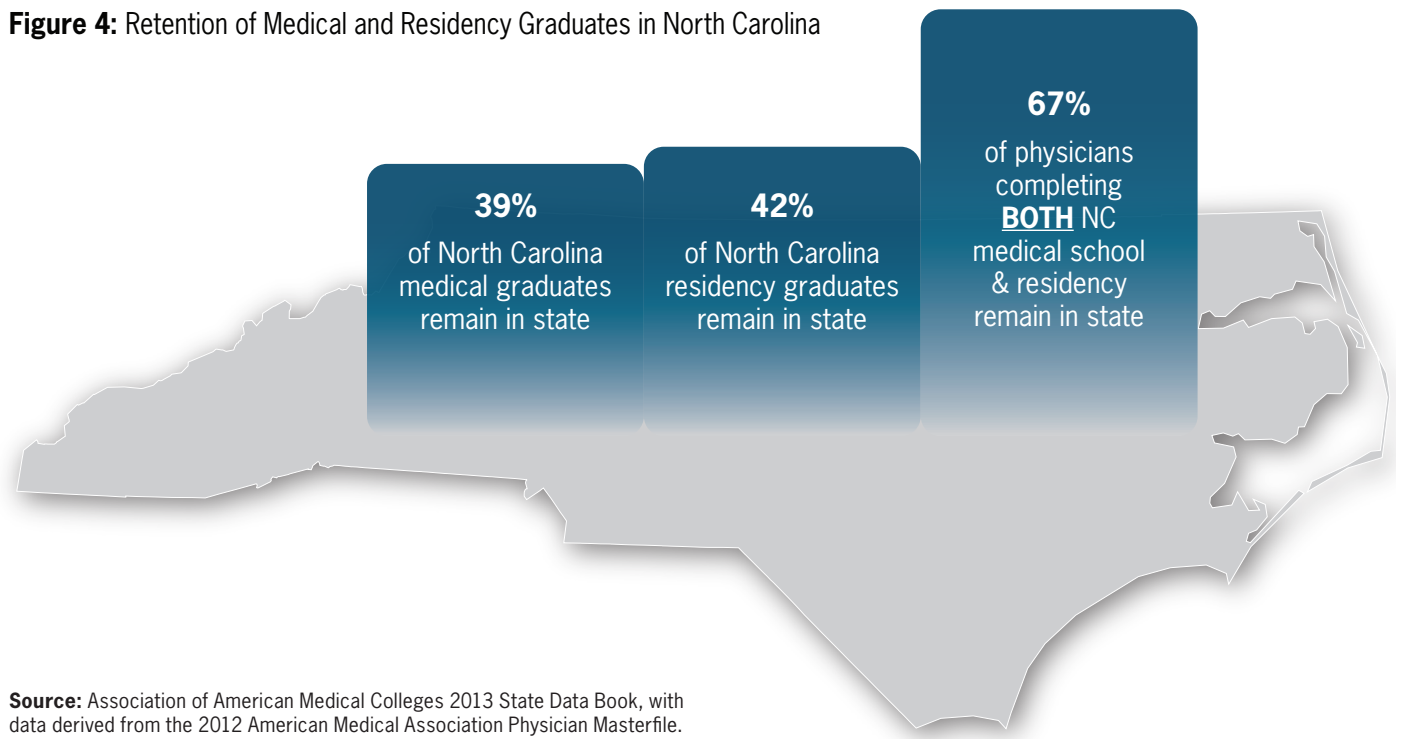 Figure 4: Retention of Medical and Residency Graduates in North Carolina
39%
of North Carolina
medical graduates
remain in state
42%
of North Carolina
residency graduates
remain in state
67%
of physicians
completing
BOTH NC
medical school
& residency
remain in state
Source: Association of American Medical Colleges 2013 State Data Book, with
data derived from the 2012 American Medical Association Physician Masterfile.